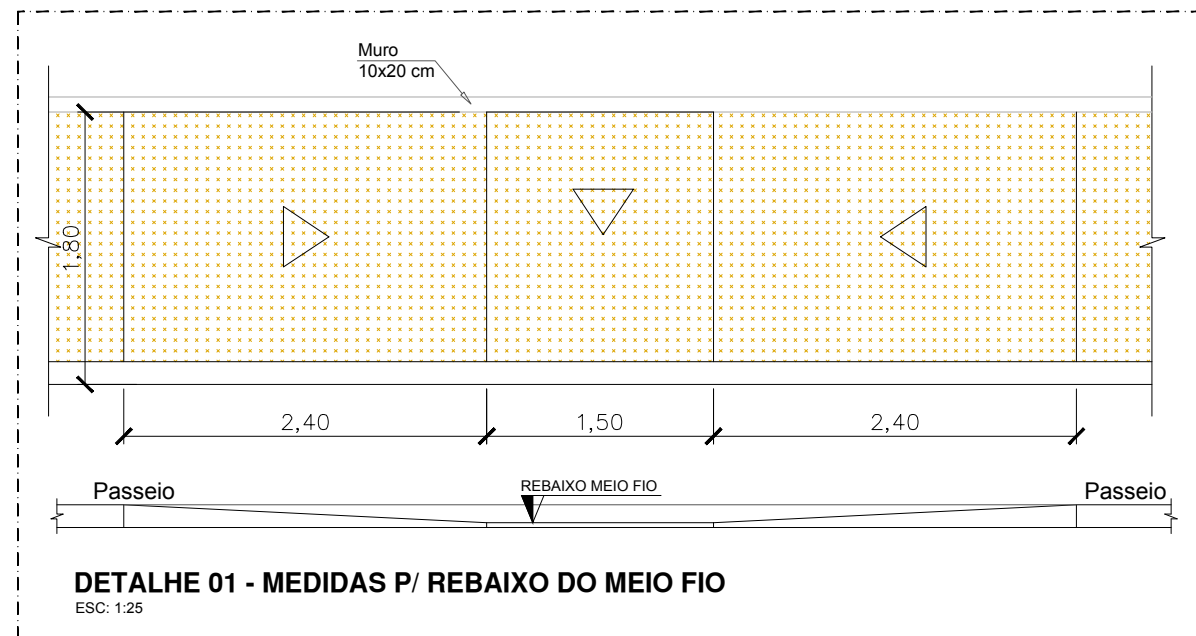 Muro
10x20 cm
1,80
2,40
1,50
2,40
Passeio
REBAIXO MEIO FIO
Passeio
DETALHE 01 - MEDIDAS P/ REBAIXO DO MEIO FIO
ESC: 1:25